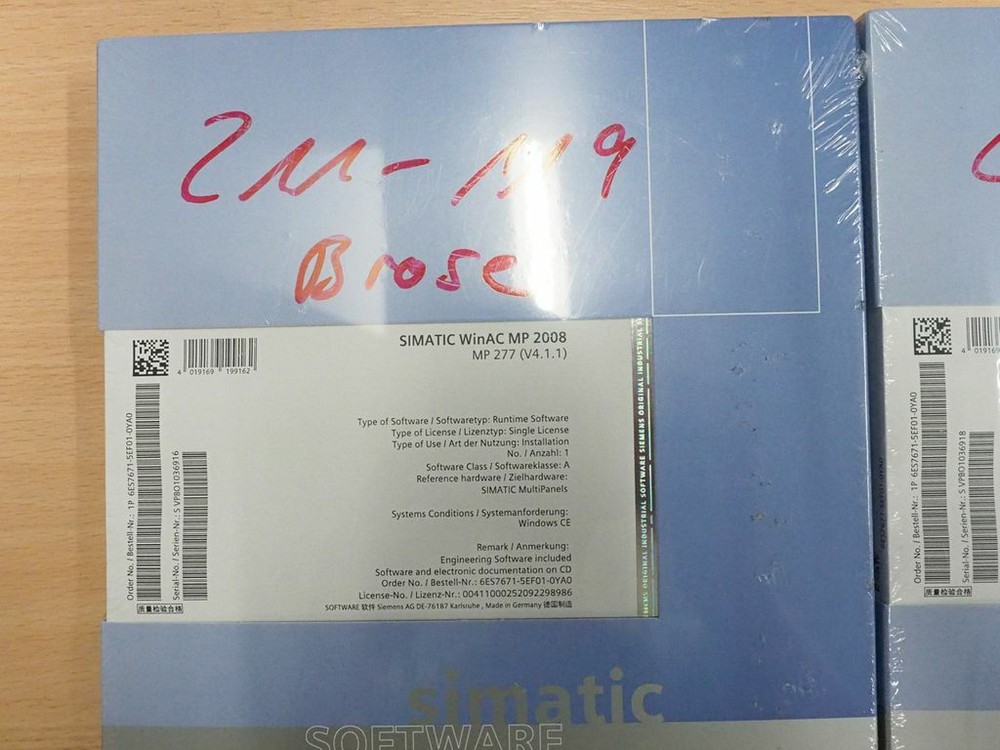 211-119
Brose
SIMATIC WinAC MP 2008
MP 277 (V4.1.1)
4 019169 199162
Order No. / Bestell-Nr.: 1P 6ES7671-5EF01-0YA0
Serial-No. / Serien-Nr.: S VPBO1036916
质量检验合格
Type of Software / Softwaretyp: Runtime Software
Type of License / Lizenztyp: Single License
Type of Use / Art der Nutzung: Installation
No. / Anzahl: 1
Software Class / Softwareklasse: A
Reference hardware / Zielhardware:
SIMATIC MultiPanels
Systems Conditions / Systemanforderung:
Windows CE
Remark / Anmerkung:
Engineering Software included
Software and electronic documentation on CD
Order No. / Bestell-Nr.: 6ES7671-5EF01-0YA0
License-No. / Lizenz-Nr.: 00411000252092298986
SOFTWARE 软件 Siemens AG DE-76187 Karlsruhe, Made in Germany 德国制造
ORIGINAL INDUSTRIAL SOFTWARE SIEMENS ORIGINAL INDUSTRIAL
simatic
SOFTWARE
4 019169
Order No. / Bestell-Nr.: 1P 6ES7671-5EF01-0YA0
Serial-No. / Serien-Nr.: S VPBO1036918
质量检验合格